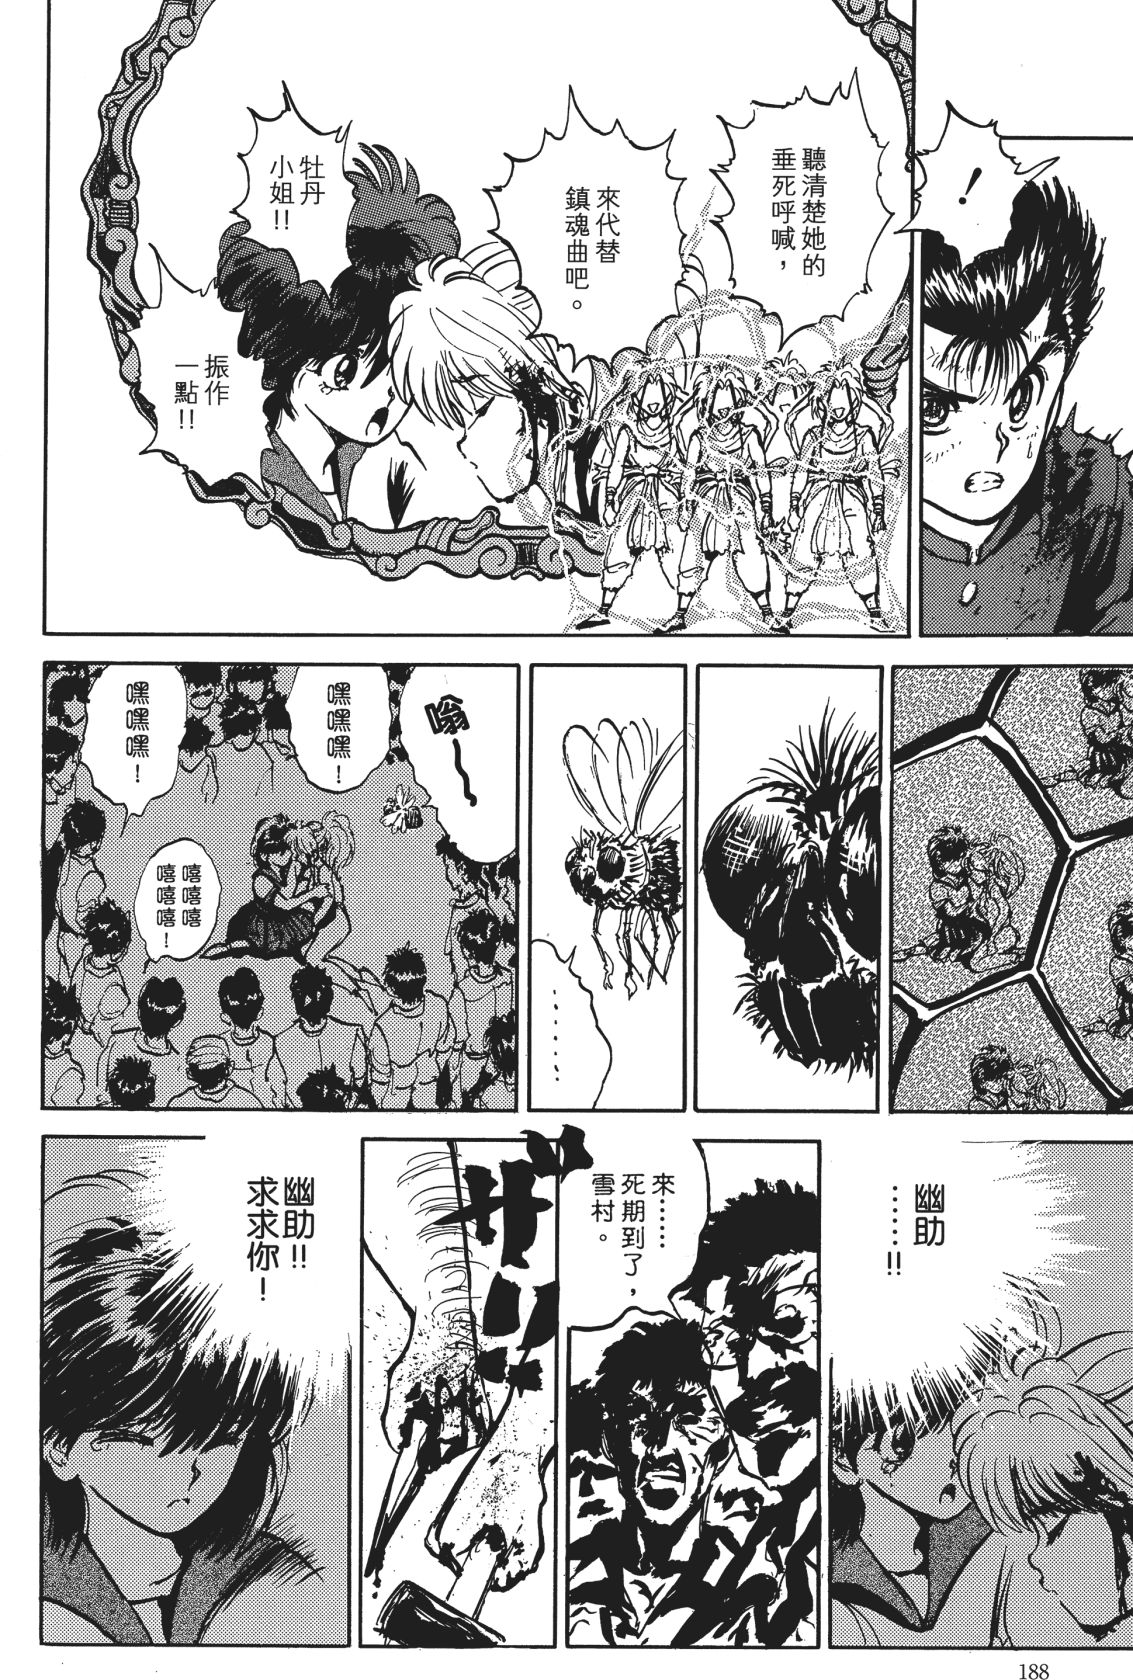 ！
聽清楚她的
垂死呼喊，
來代替
鎮魂曲吧。
牡丹
小姐!!
振作
一點!!
嗡～
嘿嘿嘿！
嘿嘿嘿！
嘻嘻嘻
嘻嘻嘻！
……
幽助
……!!
來……
死期到了，
雪村。
ザッ
幽助!!
求求你！
188